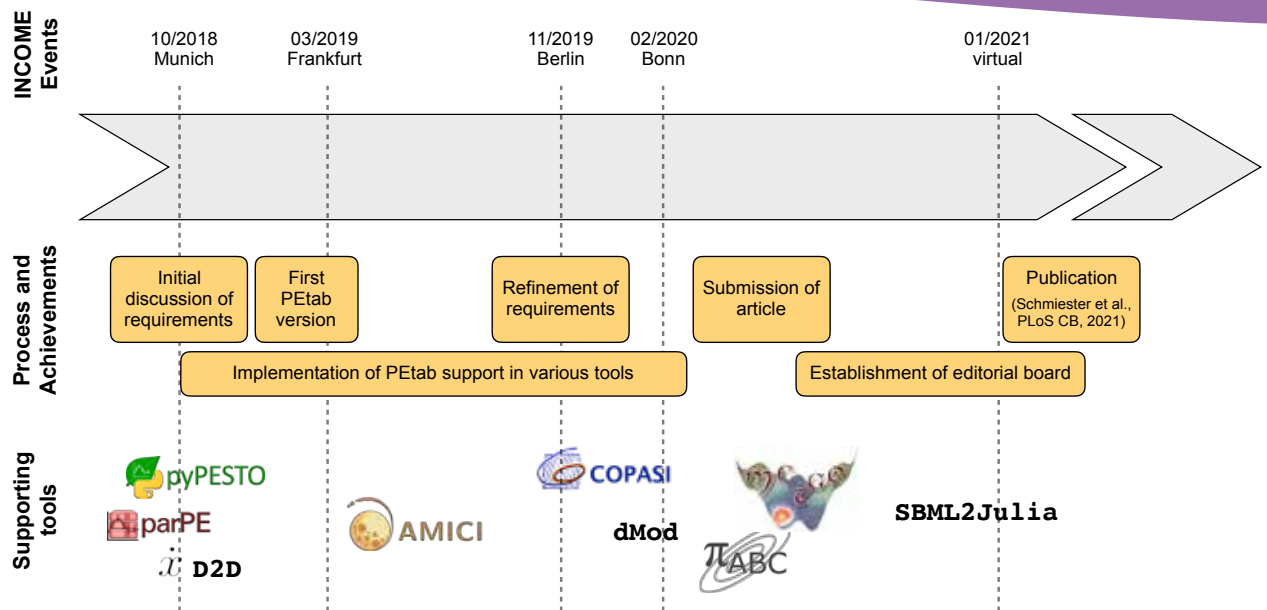 INCOME
Events
10/2018
Munich
03/2019
Frankfurt
11/2019
Berlin
02/2020
Bonn
01/2021
virtual
Process and
Achievements
Initial
discussion of
requirements
First
PEtab
version
Refinement of
requirements
Submission of
article
Publication
(Schmiester et al.,
PLoS CB, 2021)
Implementation of PEtab support in various tools
Establishment of editorial board
Supporting
tools
pyPESTO
parPE
ẋ D2D
AMICI
COPASI
dMod
πABC
SBML2Julia